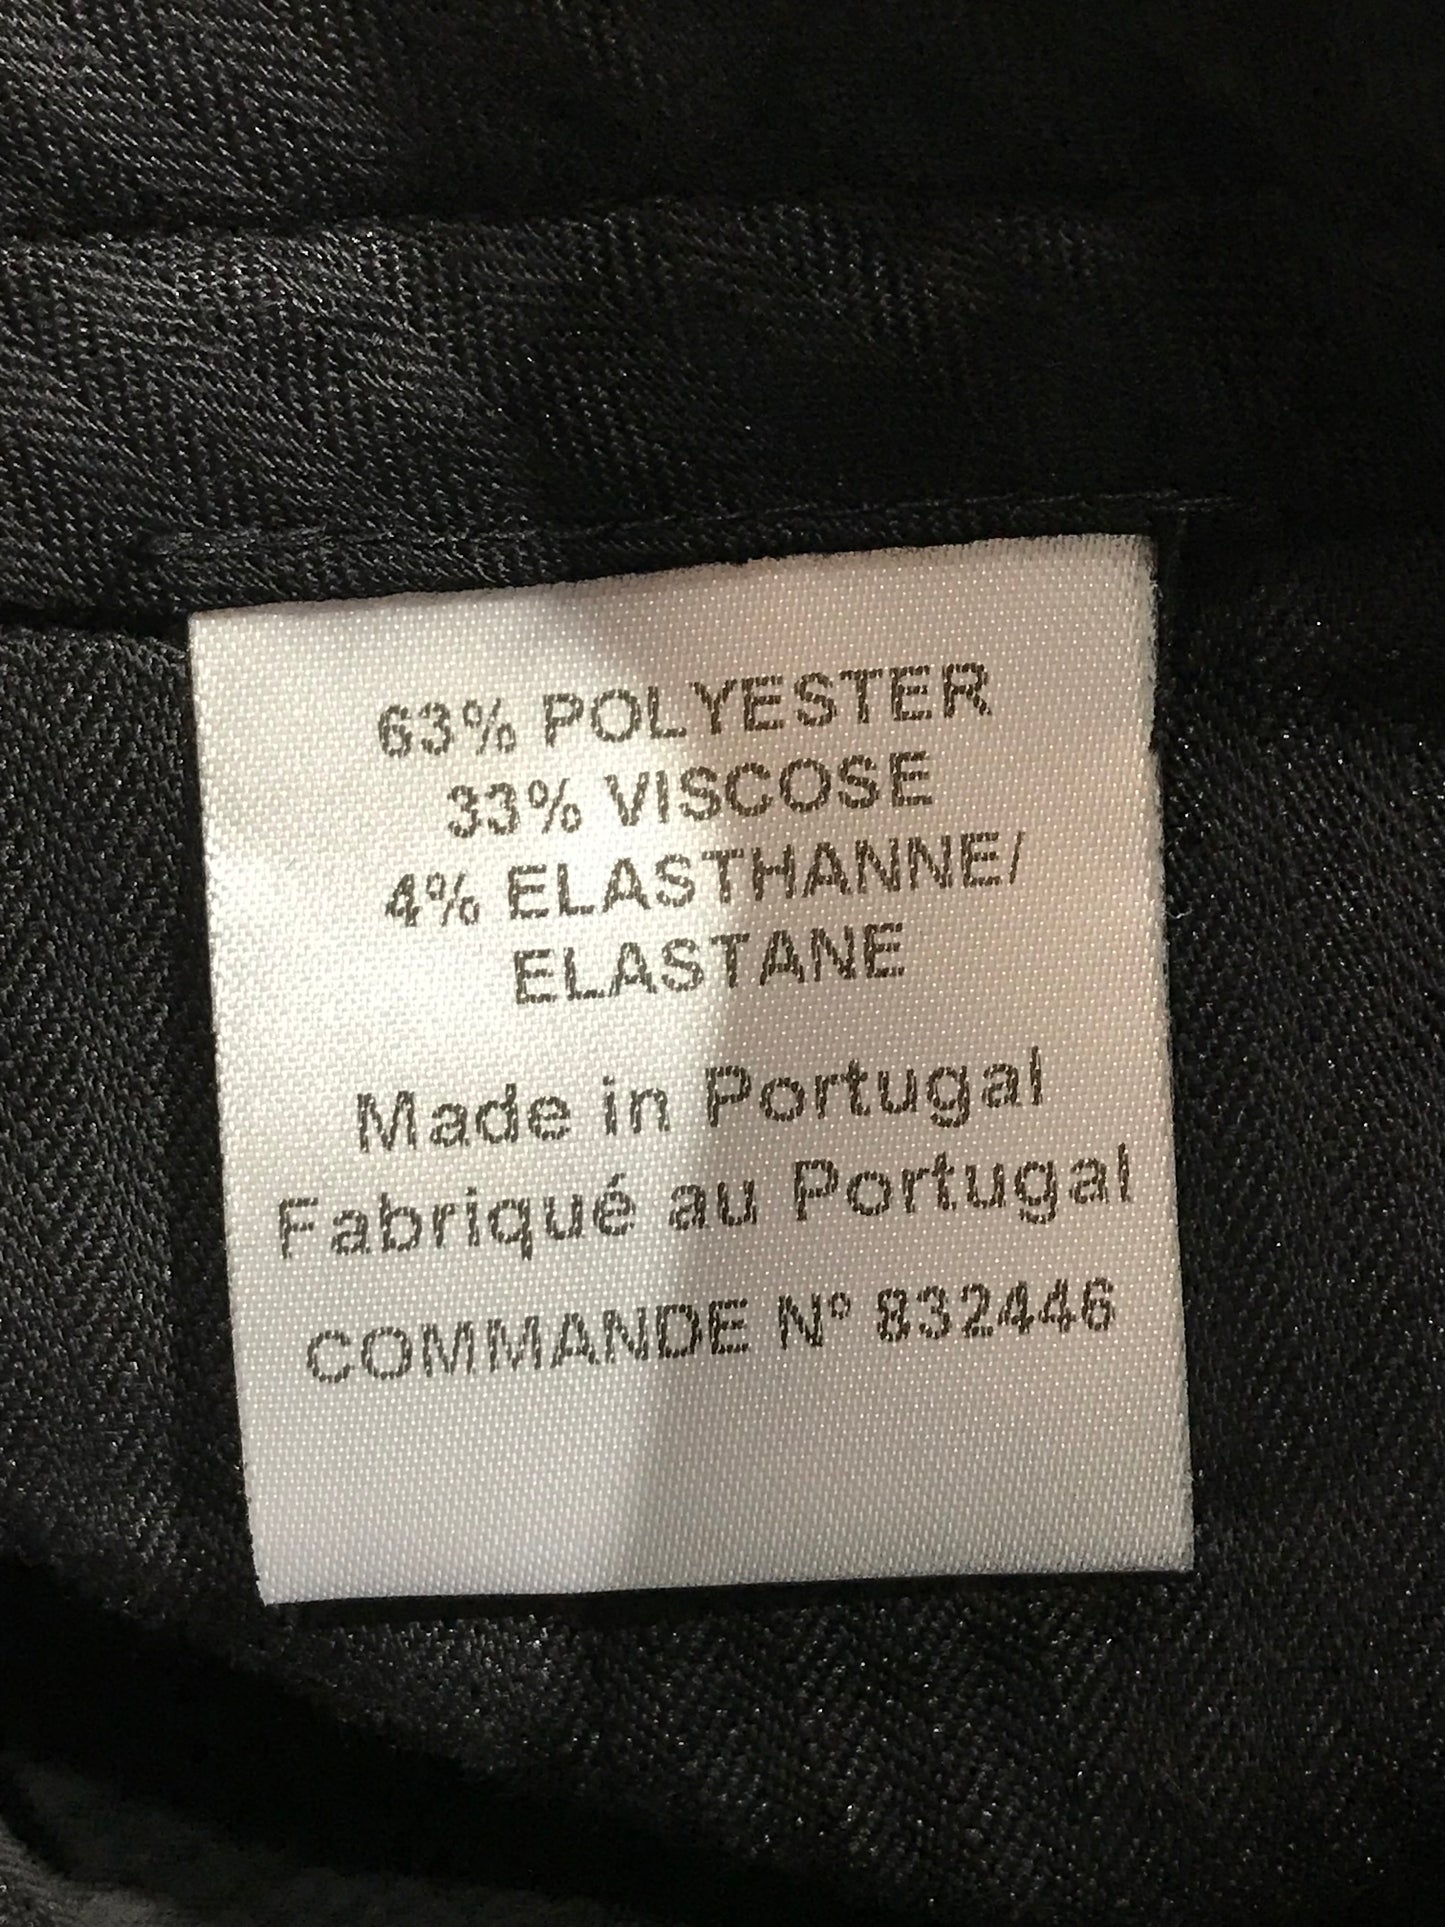 63% POLYESTER
33% VISCOSE
4% ELASTHANNE/
ELASTANE
Made in Portugal
Fabriqué au Portugal
COMMANDE N° 832446